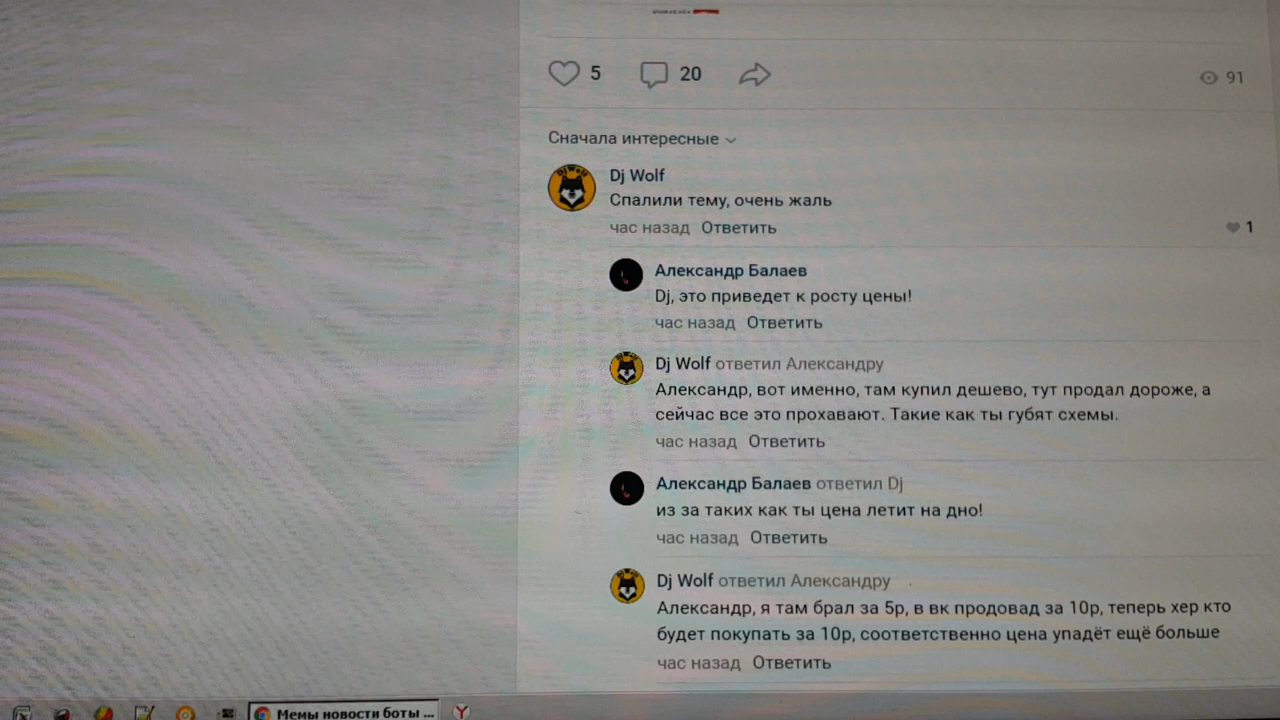 5 20 91
Сначала интересные
Dj Wolf
Спалили тему, очень жаль
час назад Ответить 1
Александр Балаев
Dj, это приведет к росту цены!
час назад Ответить
Dj Wolf ответил Александру
Александр, вот именно, там купил дешево, тут продал дороже, а
сейчас все это прохавают. Такие как ты губят схемы.
час назад Ответить
Александр Балаев ответил Dj
из за таких как ты цена летит на дно!
час назад Ответить
Dj Wolf ответил Александру
Александр, я там брал за 5р, в вк продовад за 10р, теперь хер кто
будет покупать за 10р, соответственно цена упадёт ещё больше
час назад Ответить
Мемы новости боты ...